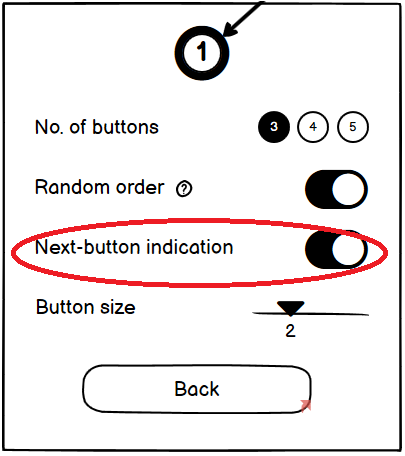 1
No. of buttons 3 4 5
Random order ?
Next-button indication
Button size
2
Back